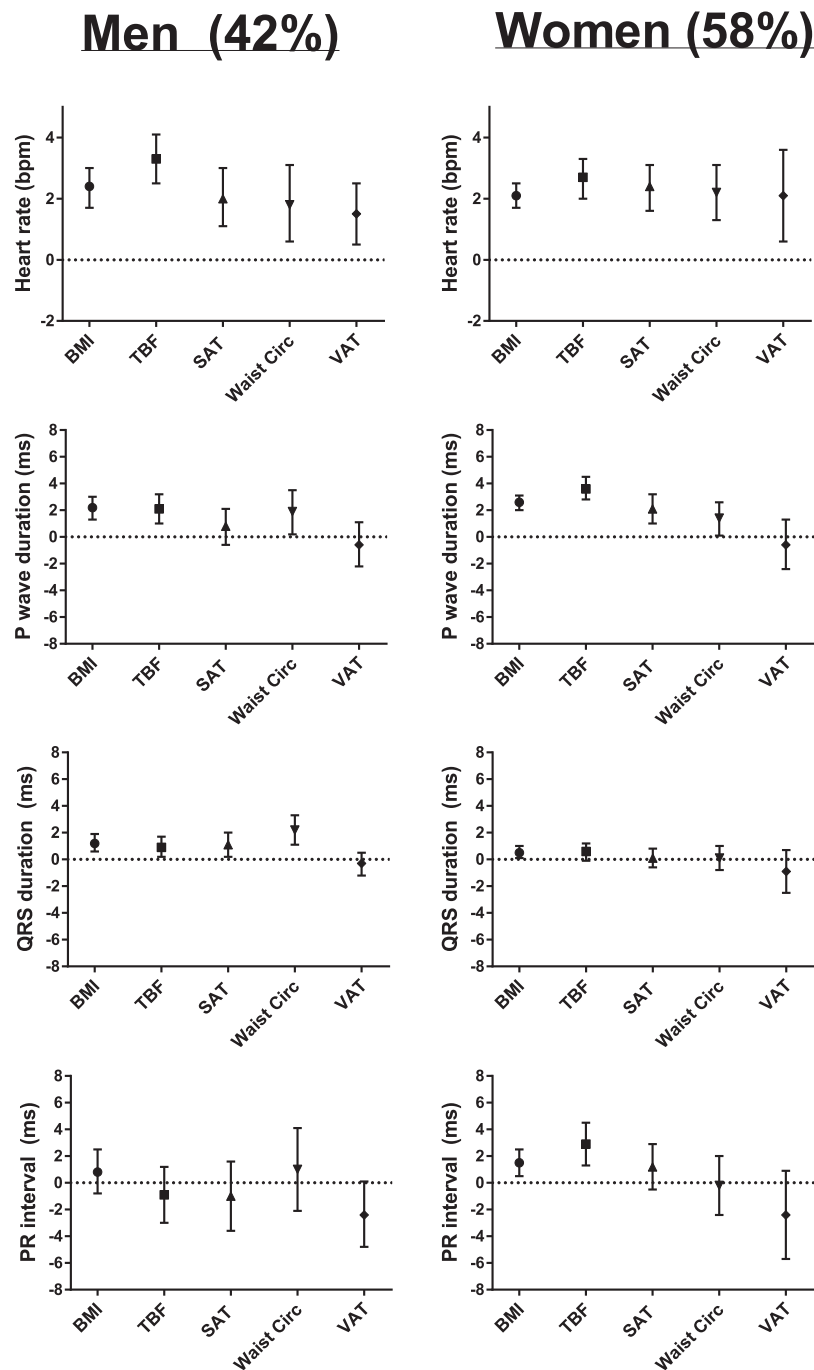 Men (42%)
Women (58%)
Heart rate (bpm)
4
2
0
-2
BMI
TBF
SAT
Waist Circ
VAT
Heart rate (bpm)
4
2
0
-2
BMI
TBF
SAT
Waist Circ
VAT
P wave duration (ms)
8
6
4
2
0
-2
-4
-6
-8
BMI
TBF
SAT
Waist Circ
VAT
P wave duration (ms)
8
6
4
2
0
-2
-4
-6
-8
BMI
TBF
SAT
Waist Circ
VAT
QRS duration (ms)
8
6
4
2
0
-2
-4
-6
-8
BMI
TBF
SAT
Waist Circ
VAT
QRS duration (ms)
8
6
4
2
0
-2
-4
-6
-8
BMI
TBF
SAT
Waist Circ
VAT
PR interval (ms)
8
6
4
2
0
-2
-4
-6
-8
BMI
TBF
SAT
Waist Circ
VAT
PR interval (ms)
8
6
4
2
0
-2
-4
-6
-8
BMI
TBF
SAT
Waist Circ
VAT